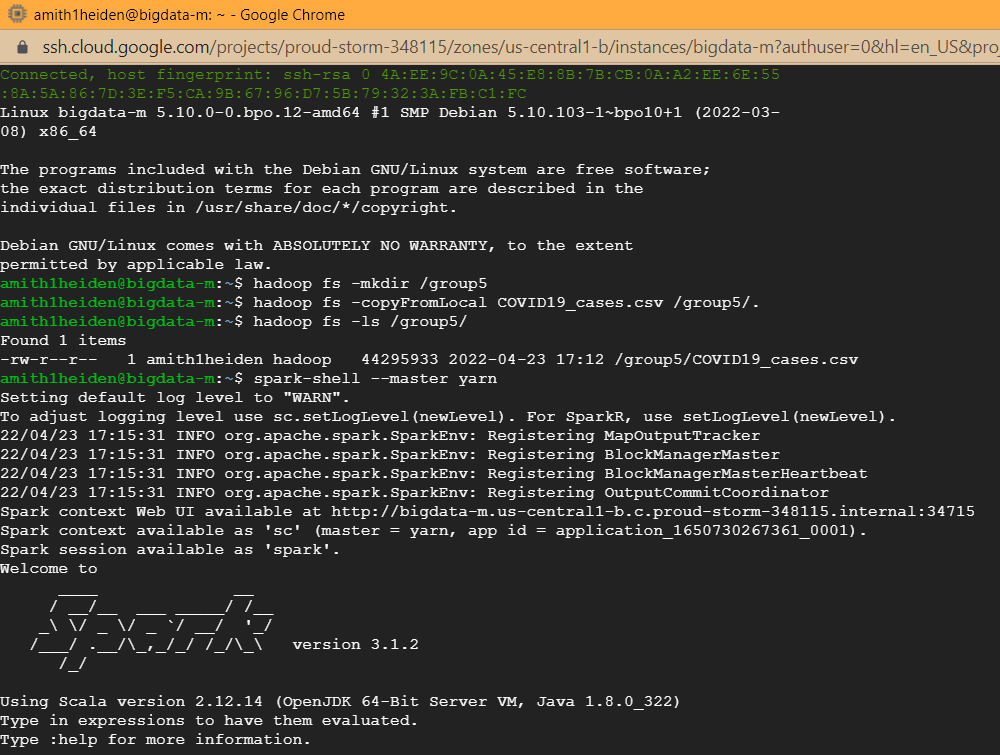 amith1heiden@bigdata-m: ~ - Google Chrome
ssh.cloud.google.com/projects/proud-storm-348115/zones/us-central1-b/instances/bigdata-m?authuser=0&hl=en_US&proj
Connected, host fingerprint: ssh-rsa 0 4A:EE:9C:0A:45:E8:8B:7B:CB:0A:A2:EE:6E:55
:8A:5A:86:7D:3E:F5:CA:9B:67:96:D7:5B:79:32:3A:FB:C1:FC
Linux bigdata-m 5.10.0-0.bpo.12-amd64 #1 SMP Debian 5.10.103-1~bpo10+1 (2022-03-
08) x86_64
The programs included with the Debian GNU/Linux system are free software;
the exact distribution terms for each program are described in the
individual files in /usr/share/doc/*/copyright.
Debian GNU/Linux comes with ABSOLUTELY NO WARRANTY, to the extent
permitted by applicable law.
amith1heiden@bigdata-m:~$ hadoop fs -mkdir /group5
amith1heiden@bigdata-m:~$ hadoop fs -copyFromLocal COVID19_cases.csv /group5/.
amith1heiden@bigdata-m:~$ hadoop fs -ls /group5/
Found 1 items
-rw-r--r--   1 amith1heiden hadoop   44295933 2022-04-23 17:12 /group5/COVID19_cases.csv
amith1heiden@bigdata-m:~$ spark-shell --master yarn
Setting default log level to "WARN".
To adjust logging level use sc.setLogLevel(newLevel). For SparkR, use setLogLevel(newLevel).
22/04/23 17:15:31 INFO org.apache.spark.SparkEnv: Registering MapOutputTracker
22/04/23 17:15:31 INFO org.apache.spark.SparkEnv: Registering BlockManagerMaster
22/04/23 17:15:31 INFO org.apache.spark.SparkEnv: Registering BlockManagerMasterHeartbeat
22/04/23 17:15:31 INFO org.apache.spark.SparkEnv: Registering OutputCommitCoordinator
Spark context Web UI available at http://bigdata-m.us-central1-b.c.proud-storm-348115.internal:34715
Spark context available as 'sc' (master = yarn, app id = application_1650730267361_0001).
Spark session available as 'spark'.
Welcome to
      ____              __
     / __/__  ___ _____/ /__
    _\ \/ _ \/ _ `/ __/  '_/
   /___/ .__/\_,_/_/ /_/\_\   version 3.1.2
      /_/
Using Scala version 2.12.14 (OpenJDK 64-Bit Server VM, Java 1.8.0_322)
Type in expressions to have them evaluated.
Type :help for more information.